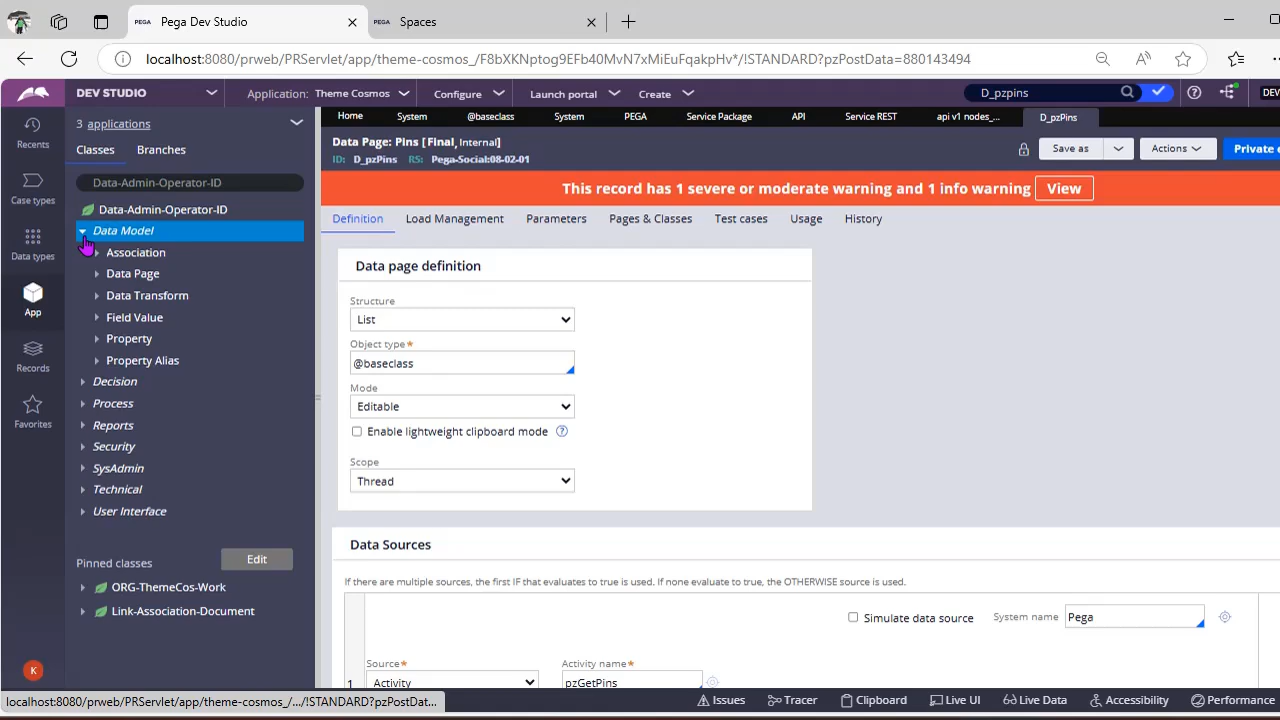 PEGA Pega Dev Studio
PEGA Spaces
localhost:8080/prweb/PRServlet/app/theme-cosmos_/F8bXKNptog9EFb40MvN7xMiEuFqakpHv*/!STANDARD?pzPostData=880143494
DEV STUDIO
Application: Theme Cosmos
Configure
Launch portal
Create
D_pzpins
DEV
Recents
Case types
Data types
App
Records
Favorites
K
3 applications
Classes Branches
Data-Admin-Operator-ID
Data-Admin-Operator-ID
Data Model
Association
Data Page
Data Transform
Field Value
Property
Property Alias
Decision
Process
Reports
Security
SysAdmin
Technical
User Interface
Pinned classes Edit
ORG-ThemeCos-Work
Link-Association-Document
Home System @baseclass System PEGA Service Package API Service REST api v1 nodes_... D_pzPins
Data Page: Pins [Final, Internal]
ID: D_pzPins RS: Pega-Social:08-02-01
Save as Actions Private
This record has 1 severe or moderate warning and 1 info warning View
Definition Load Management Parameters Pages & Classes Test cases Usage History
Data page definition
Structure
List
Object type*
@baseclass
Mode
Editable
Enable lightweight clipboard mode ?
Scope
Thread
Data Sources
If there are multiple sources, the first IF that evaluates to true is used. If none evaluate to true, the OTHERWISE source is used.
Simulate data source System name Pega
Source* Activity name*
1 Activity pzGetPins
localhost:8080/prweb/PRServlet/app/theme-cosmos_/.../!STANDARD?pzPostDat...
Issues Tracer Clipboard Live UI Live Data Accessibility Performance